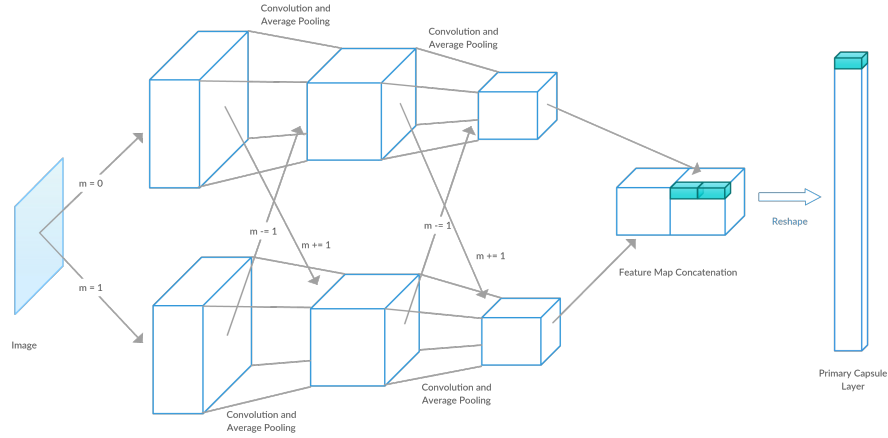 Convolution and
Average Pooling
Convolution and
Average Pooling
m = 0
m -= 1
m += 1
m -= 1
m += 1
m = 1
Image
Convolution and
Average Pooling
Convolution and
Average Pooling
Feature Map Concatenation
Reshape
Primary Capsule
Layer